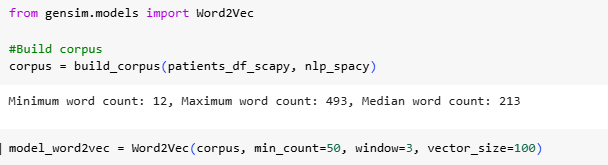 from gensim.models import Word2Vec
#Build corpus
corpus = build_corpus(patients_df_scapy, nlp_spacy)
Minimum word count: 12, Maximum word count: 493, Median word count: 213
model_word2vec = Word2Vec(corpus, min_count=50, window=3, vector_size=100)